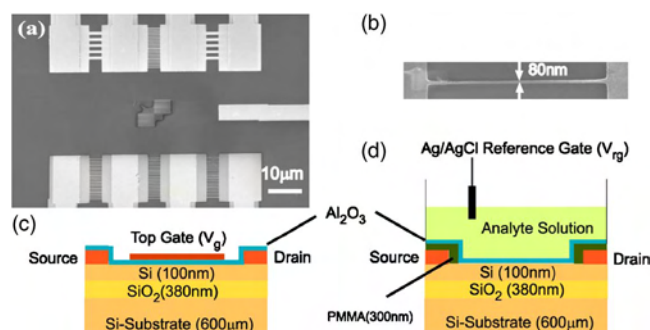 (a)
10μm
(b)
80nm
(c)
Top Gate (Vg)
Source
Drain
Si (100nm)
SiO2(380nm)
Si-Substrate (600μm)
Al2O3
PMMA(300nm)
(d)
Ag/AgCl Reference Gate (Vrg)
Analyte Solution
Source
Drain
Si (100nm)
SiO2(380nm)
Si-Substrate (600μm)